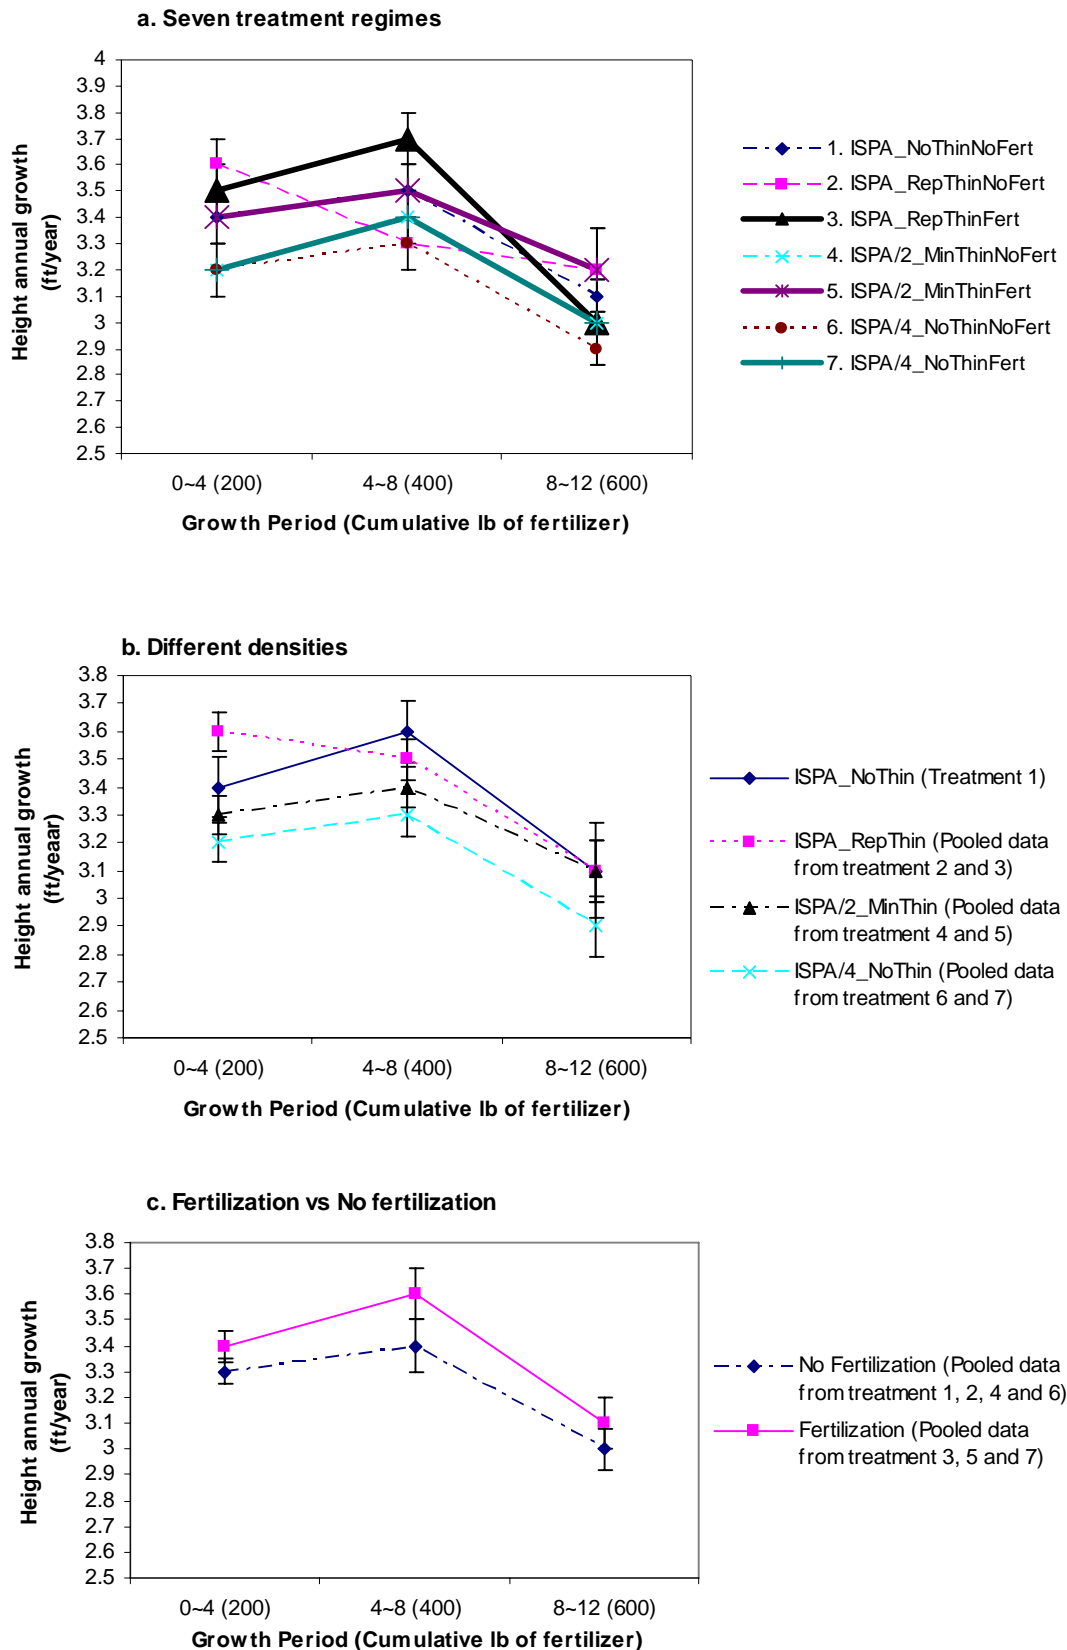 a. Seven treatment regimes
4
3.9
3.8
3.7
3.6
3.5
3.4
3.3
3.2
3.1
3
2.9
2.8
2.7
2.6
2.5
Height annual growth
(ft/year)
0~4 (200)
4~8 (400)
8~12 (600)
Growth Period (Cumulative lb of fertilizer)
1. ISPA_NoThinNoFert
2. ISPA_RepThinNoFert
3. ISPA_RepThinFert
4. ISPA/2_MinThinNoFert
5. ISPA/2_MinThinFert
6. ISPA/4_NoThinNoFert
7. ISPA/4_NoThinFert
b. Different densities
3.8
3.7
3.6
3.5
3.4
3.3
3.2
3.1
3
2.9
2.8
2.7
2.6
2.5
Height annual growth
(ft/yeaar)
0~4 (200)
4~8 (400)
8~12 (600)
Growth Period (Cumulative lb of fertilizer)
ISPA_NoThin (Treatment 1)
ISPA_RepThin (Pooled data
from treatment 2 and 3)
ISPA/2_MinThin (Pooled data
from treatment 4 and 5)
ISPA/4_NoThin (Pooled data
from treatment 6 and 7)
c. Fertilization vs No fertilization
3.8
3.7
3.6
3.5
3.4
3.3
3.2
3.1
3
2.9
2.8
2.7
2.6
2.5
Height annual growth
(ft/year)
0~4 (200)
4~8 (400)
8~12 (600)
Growth Period (Cumulative lb of fertilizer)
No Fertilization (Pooled data
from treatment 1, 2, 4 and 6)
Fertilization (Pooled data
from treatment 3, 5 and 7)